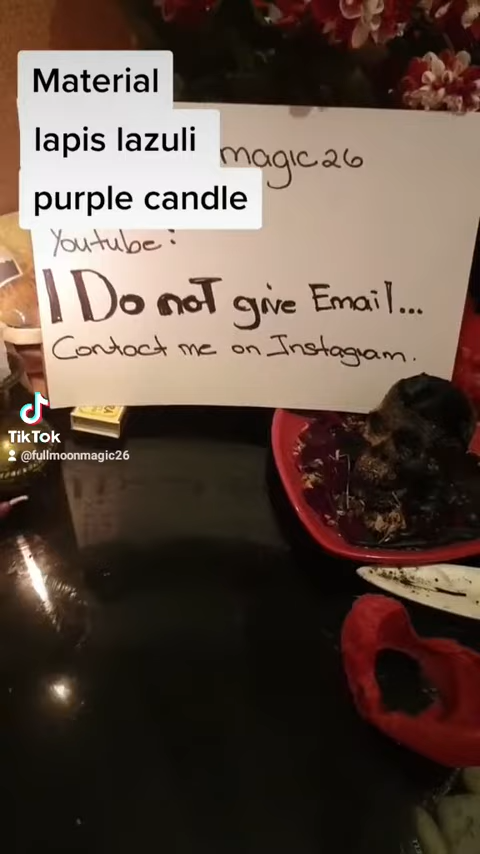 Material
lapis lazuli
purple candle
magic26
Youtube:
I Do noT give Email...
Contact me on Instagram.
TikTok
@fullmoonmagic26